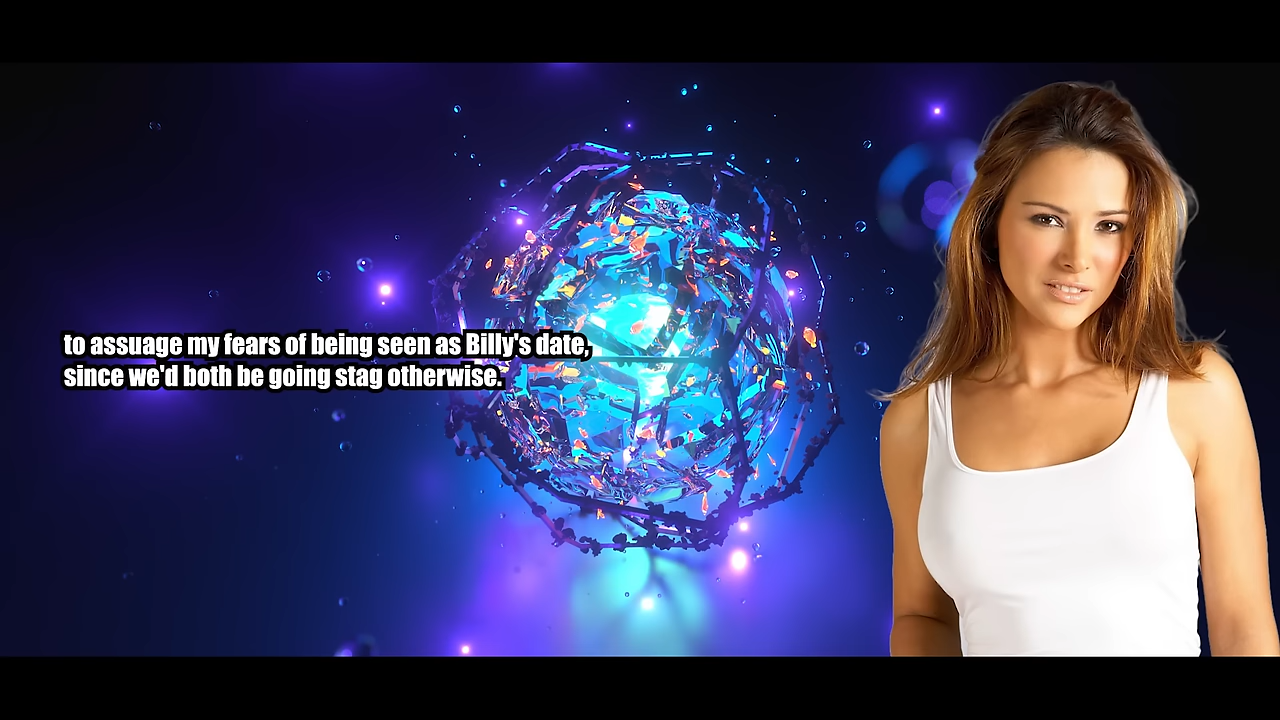 to assuage my fears of being seen as Billy's date,
since we'd both be going stag otherwise.